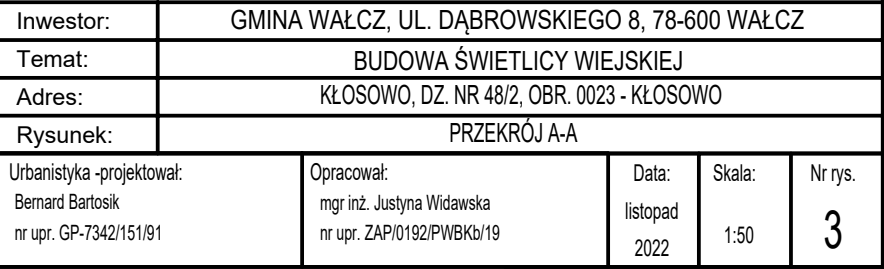 Inwestor: GMINA WAŁCZ, UL. DĄBROWSKIEGO 8, 78-600 WAŁCZ
Temat: BUDOWA ŚWIETLICY WIEJSKIEJ
Adres: KŁOSOWO, DZ. NR 48/2, OBR. 0023 - KŁOSOWO
Rysunek: PRZEKRÓJ A-A
Urbanistyka -projektował:
Bernard Bartosik
nr upr. GP-7342/151/91
Opracował:
mgr inż. Justyna Widawska
nr upr. ZAP/0192/PWBKb/19
Data:
listopad
2022
Skala:
1:50
Nr rys.
3